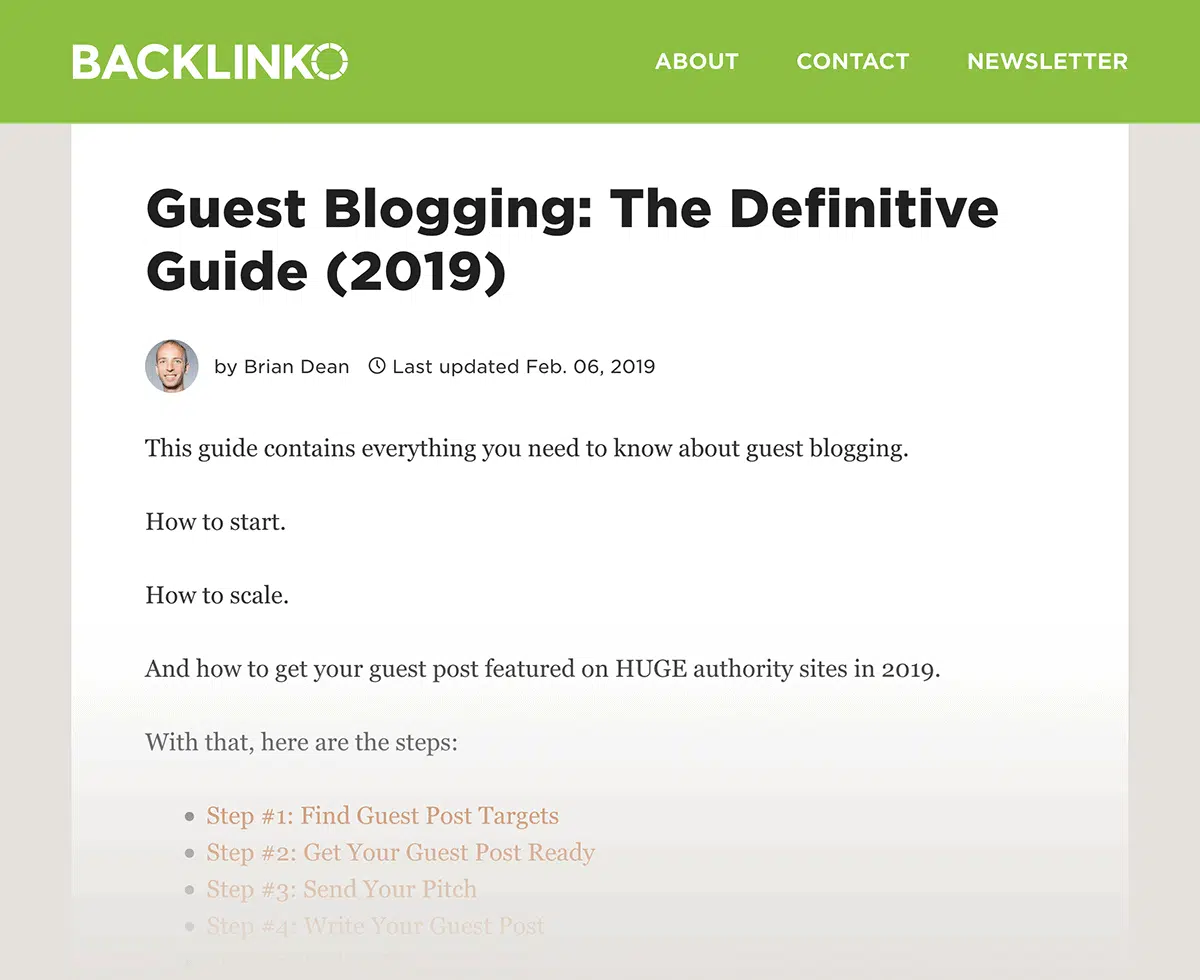 BACKLINKO
ABOUT CONTACT NEWSLETTER
Guest Blogging: The Definitive
Guide (2019)
by Brian Dean Last updated Feb. 06, 2019
This guide contains everything you need to know about guest blogging.
How to start.
How to scale.
And how to get your guest post featured on HUGE authority sites in 2019.
With that, here are the steps:
• Step #1: Find Guest Post Targets
• Step #2: Get Your Guest Post Ready
• Step #3: Send Your Pitch
• Step #4: Write Your Guest Post